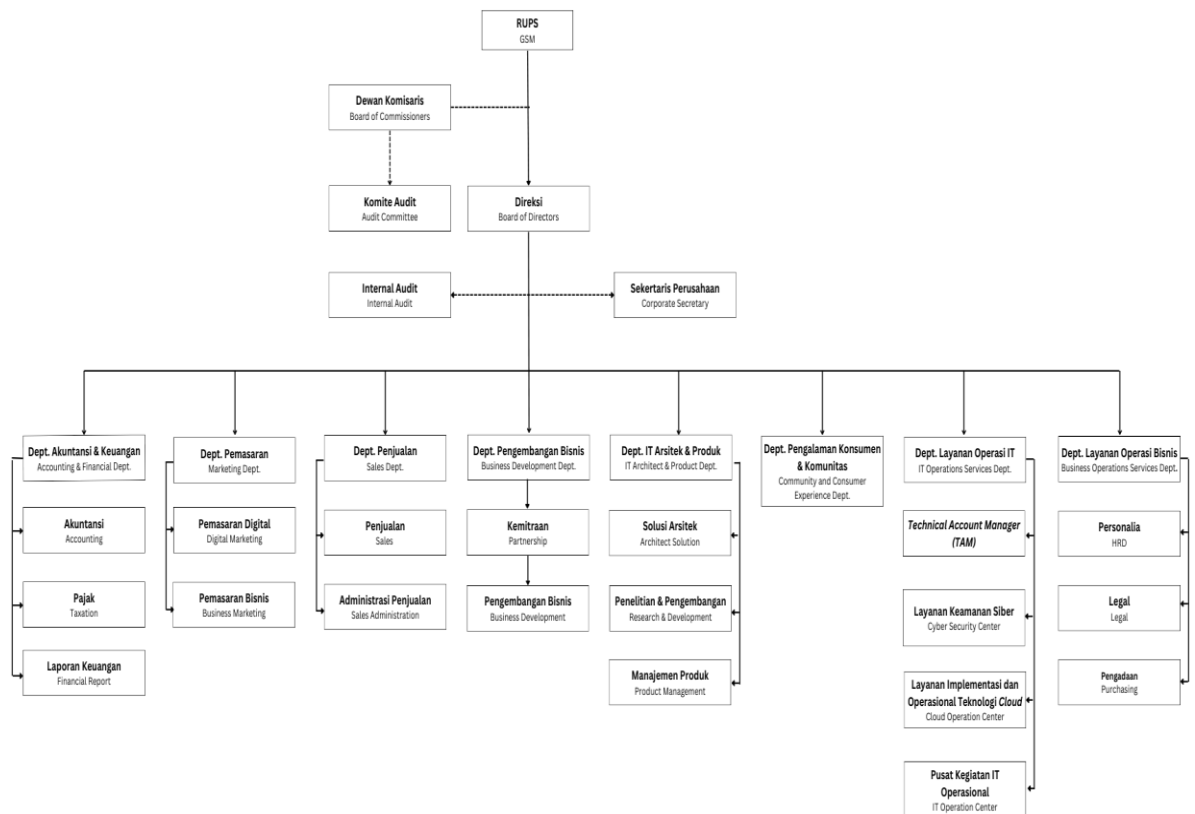 RUPS
GSM
Dewan Komisaris
Board of Commissioners
Komite Audit
Audit Committee
Direksi
Board of Directors
Internal Audit
Internal Audit
Sekertaris Perusahaan
Corporate Secretary
Dept. Akuntansi & Keuangan
Accounting & Financial Dept.
Akuntansi
Accounting
Pajak
Taxation
Laporan Keuangan
Financial Report
Dept. Pemasaran
Marketing Dept.
Pemasaran Digital
Digital Marketing
Pemasaran Bisnis
Business Marketing
Dept. Penjualan
Sales Dept.
Penjualan
Sales
Administrasi Penjualan
Sales Administration
Dept. Pengembangan Bisnis
Business Development Dept.
Kemitraan
Partnership
Pengembangan Bisnis
Business Development
Dept. IT Arsitek & Produk
IT Architect & Product Dept.
Solusi Arsitek
Architect Solution
Penelitian & Pengembangan
Research & Development
Manajemen Produk
Product Management
Dept. Pengalaman Konsumen
& Komunitas
Community and Consumer
Experience Dept.
Dept. Layanan Operasi IT
IT Operations Services Dept.
Technical Account Manager
(TAM)
Layanan Keamanan Siber
Cyber Security Center
Layanan Implementasi dan
Operasional Teknologi Cloud
Cloud Operation Center
Pusat Kegiatan IT
Operasional
IT Operation Center
Dept. Layanan Operasi Bisnis
Business Operations Services Dept.
Personalia
HRD
Legal
Legal
Pengadaan
Purchasing